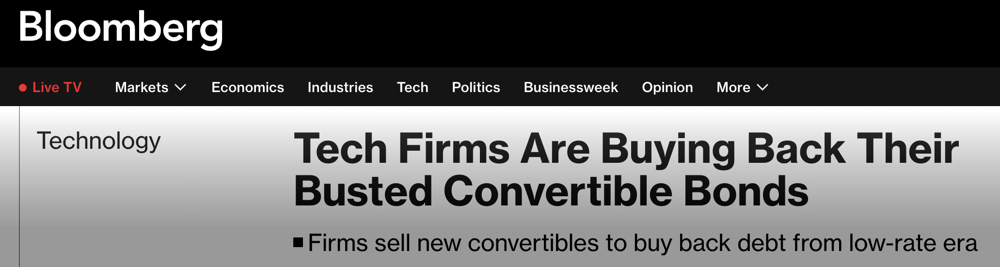 Bloomberg
Live TV Markets Economics Industries Tech Politics Businessweek Opinion More
Technology
Tech Firms Are Buying Back Their
Busted Convertible Bonds
Firms sell new convertibles to buy back debt from low-rate era